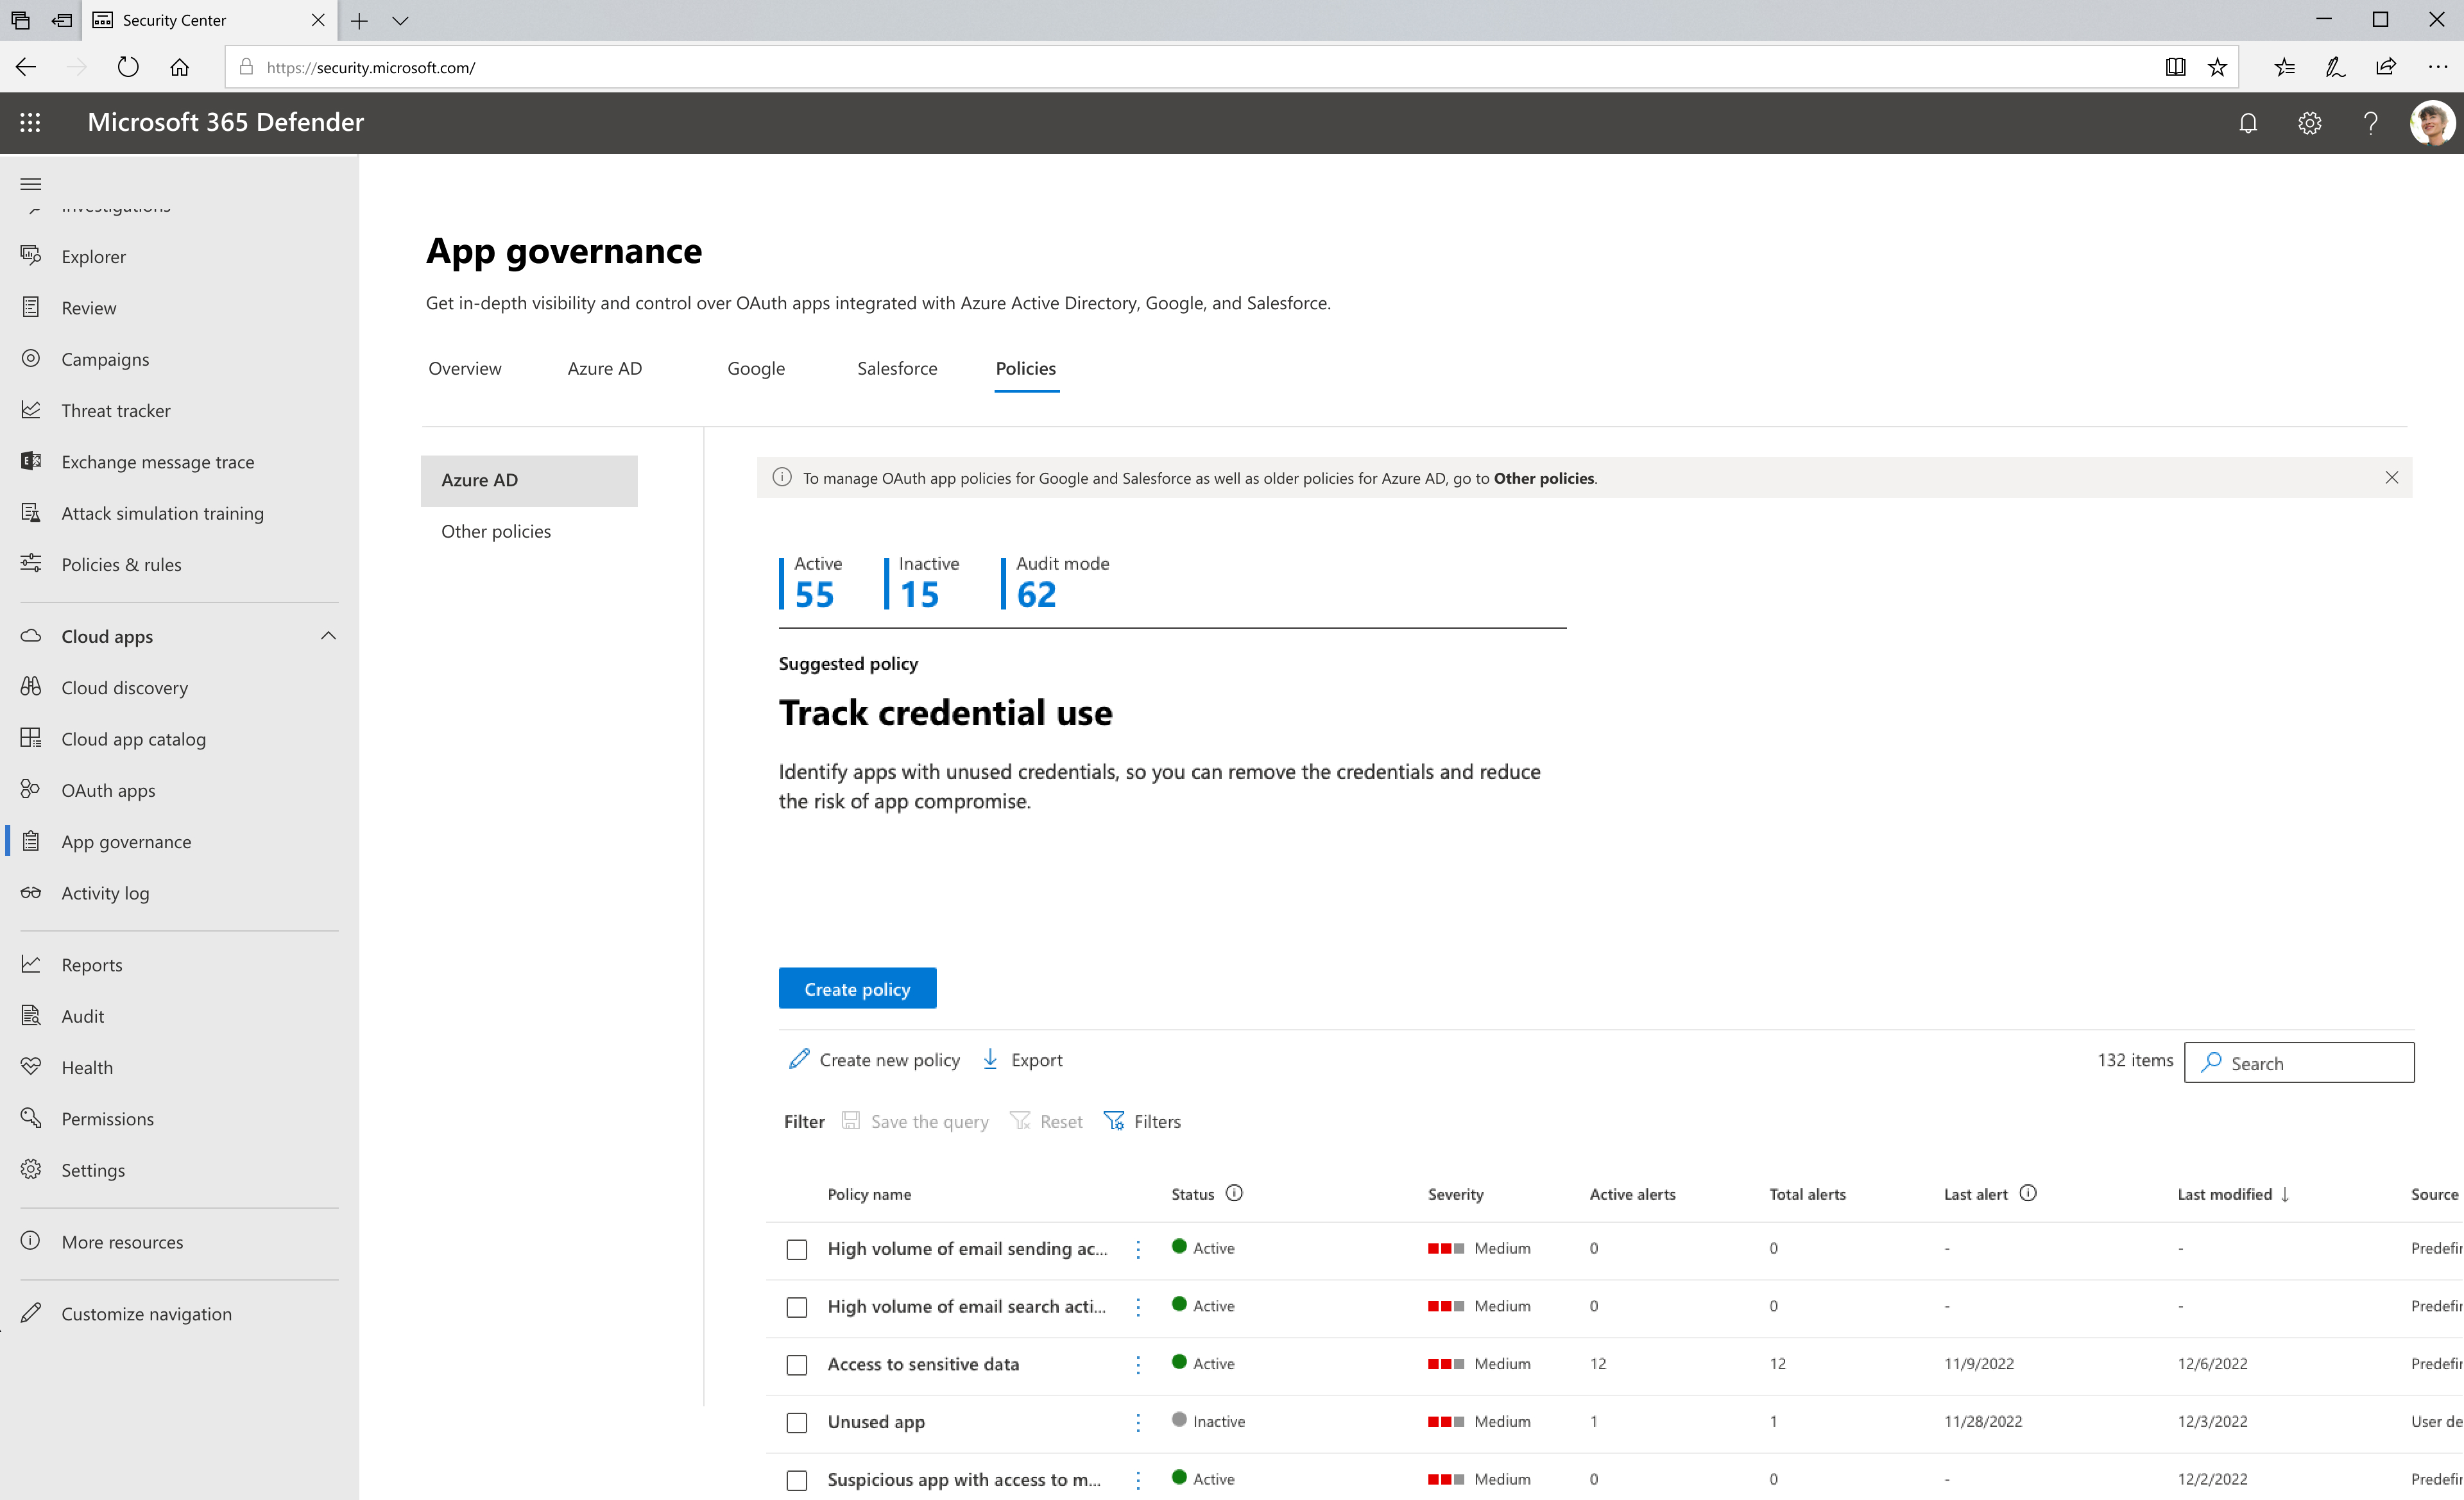 Security Center
https://security.microsoft.com/
Microsoft 365 Defender
Investigations
Explorer
Review
Campaigns
Threat tracker
Exchange message trace
Attack simulation training
Policies & rules
Cloud apps
Cloud discovery
Cloud app catalog
OAuth apps
App governance
Activity log
Reports
Audit
Health
Permissions
Settings
More resources
Customize navigation
App governance
Get in-depth visibility and control over OAuth apps integrated with Azure Active Directory, Google, and Salesforce.
Overview Azure AD Google Salesforce Policies
Azure AD
Other policies
To manage OAuth app policies for Google and Salesforce as well as older policies for Azure AD, go to Other policies.
Active Inactive Audit mode
55 15 62
Suggested policy
Track credential use
Identify apps with unused credentials, so you can remove the credentials and reduce
the risk of app compromise.
Create policy
Create new policy Export 132 items Search
Filter Save the query Reset Filters
Policy name Status Severity Active alerts Total alerts Last alert Last modified ↓ Source
High volume of email sending ac... Active Medium 0 0 - - Predefin
High volume of email search acti... Active Medium 0 0 - - Predefin
Access to sensitive data Active Medium 12 12 11/9/2022 12/6/2022 Predefin
Unused app Inactive Medium 1 1 11/28/2022 12/3/2022 User de
Suspicious app with access to m... Active Medium 0 0 - 12/2/2022 Predefin